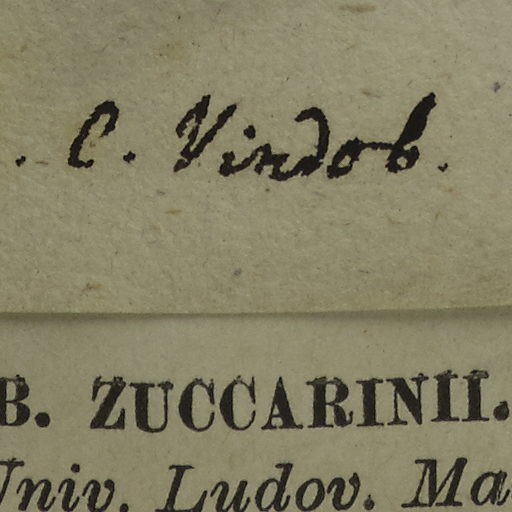 . C. Vindob.
B. ZUCCARINII.
Univ. Ludov. Ma